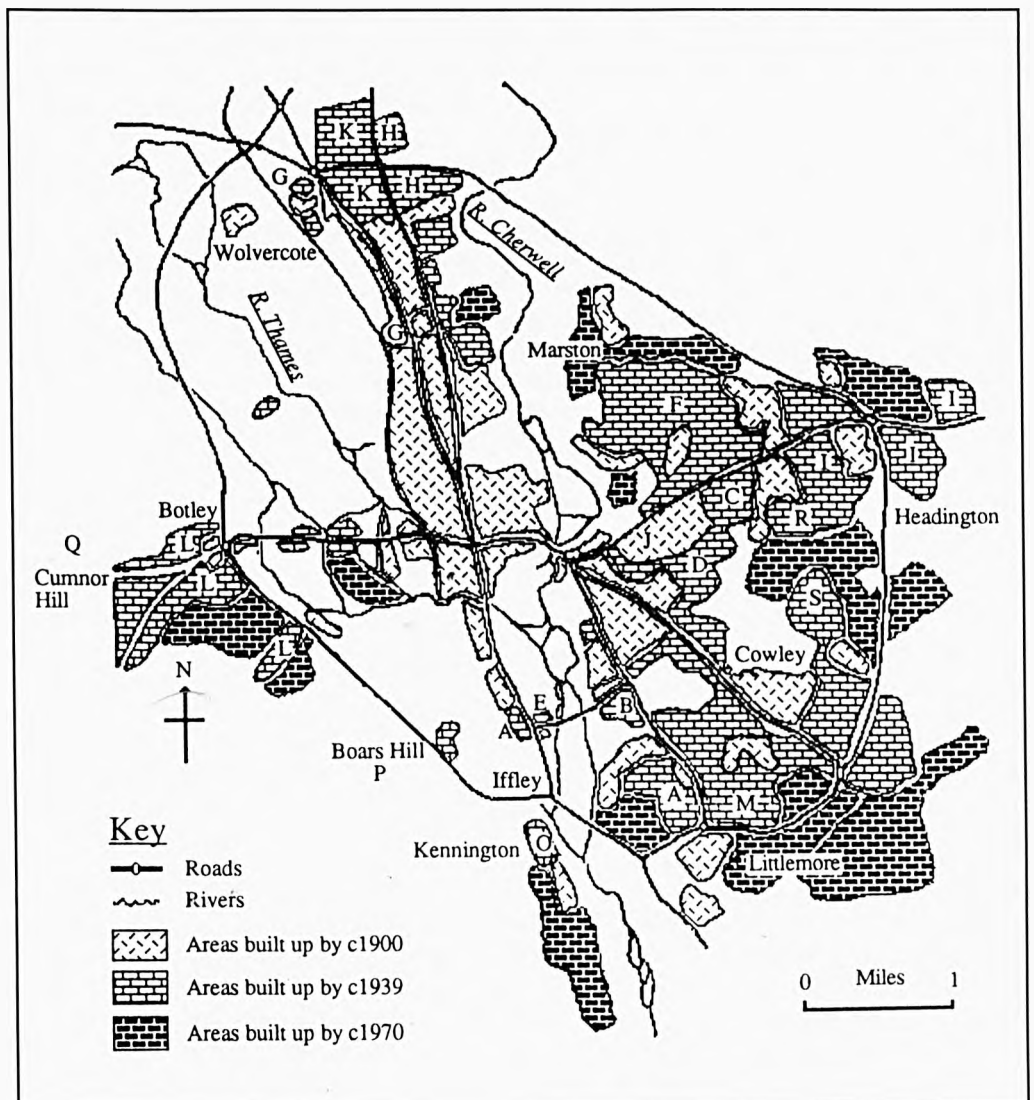 K
H
G
K
H
R. Cherwell
Wolvercote
R. Thames
G
Marston
F
I
I
I
C
R
Headington
Botley
Q
L
J
Cumnor
Hill
L
D
S
L
N
Cowley
E
B
A
Boars Hill
P
Iffley
A
M
Key
Kennington
O
Littlemore
Roads
Rivers
Areas built up by c1900
0 Miles 1
Areas built up by c1939
Areas built up by c1970